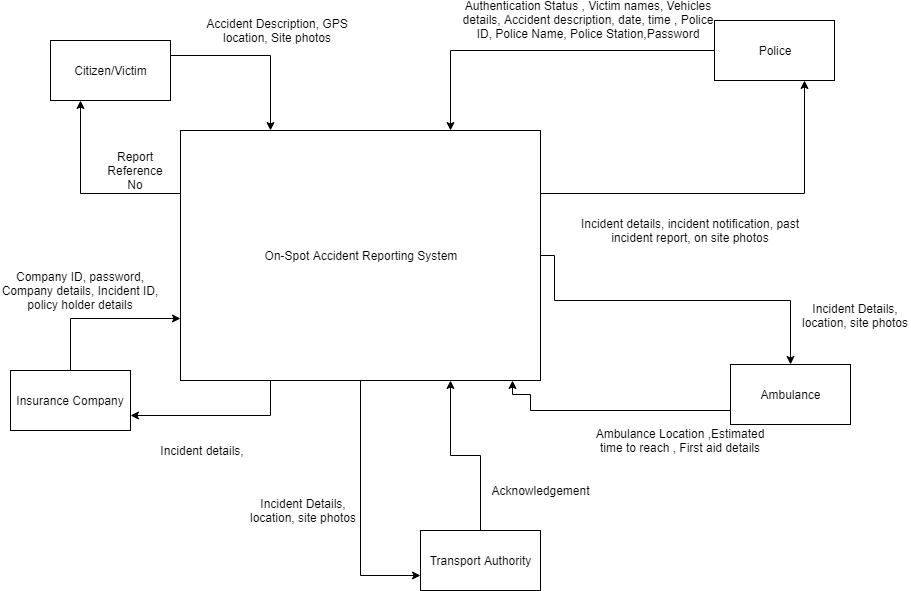 Authentication Status , Victim names, Vehicles
details, Accident description, date, time , Police
ID, Police Name, Police Station,Password
Accident Description, GPS
location, Site photos
Citizen/Victim
Police
Report
Reference
No
Incident details, incident notification, past
incident report, on site photos
On-Spot Accident Reporting System
Company ID, password,
Company details, Incident ID,
policy holder details
Incident Details,
location, site photos
Insurance Company
Ambulance
Ambulance Location ,Estimated
time to reach , First aid details
Incident details,
Incident Details,
location, site photos
Acknowledgement
Transport Authority